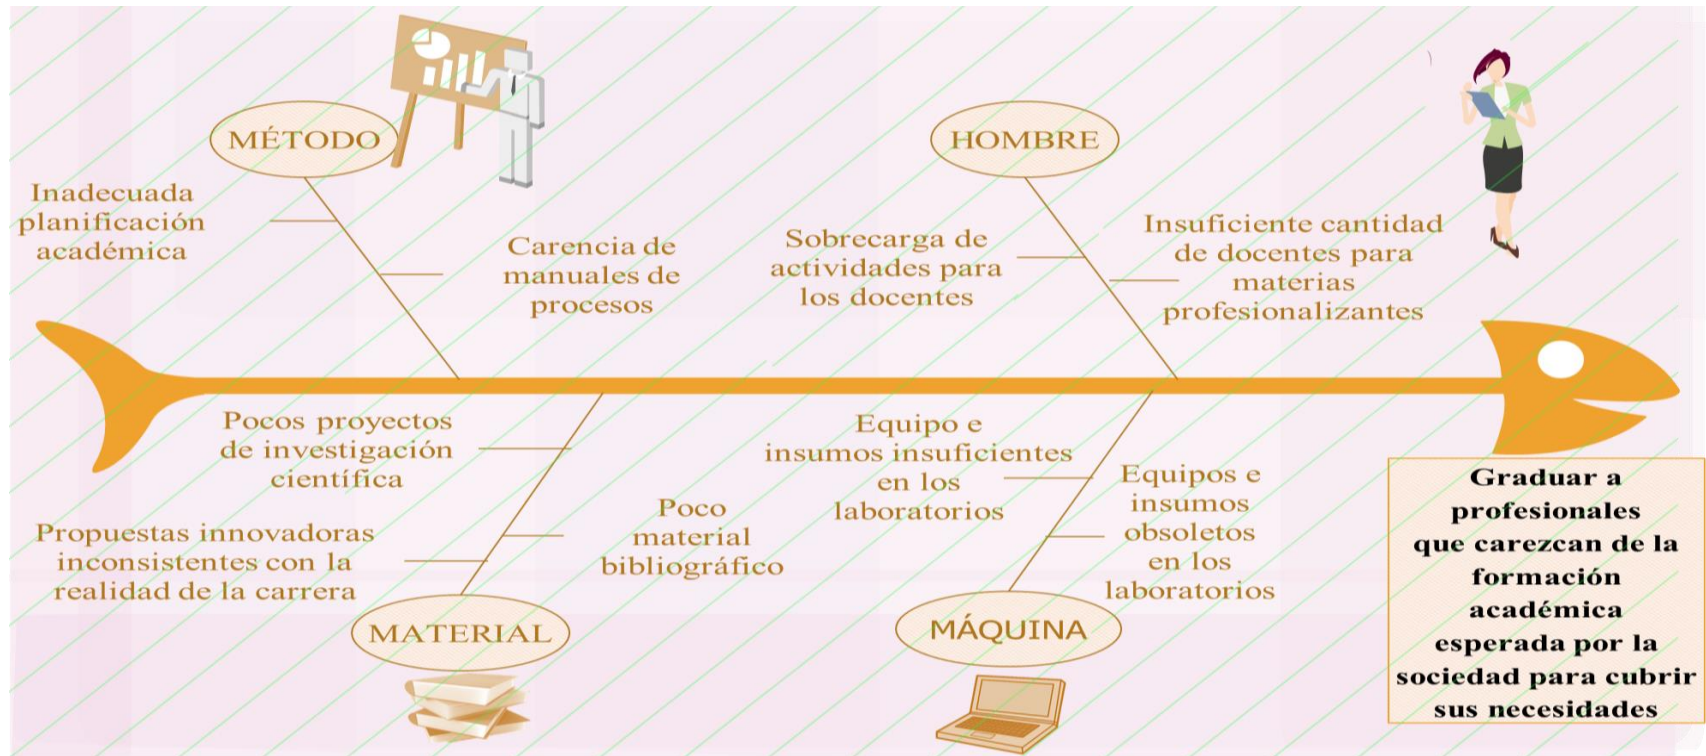 MÉTODO
Inadecuada
planificación
académica
Carencia de
manuales de
procesos
HOMBRE
Sobrecarga de
actividades para
los docentes
Insuficiente cantidad
de docentes para
materias
profesionalizantes
Pocos proyectos
de investigación
científica
Propuestas innovadoras
inconsistentes con la
realidad de la carrera
Poco
material
bibliográfico
MATERIAL
Equipo e
insumos insuficientes
en los
laboratorios
Equipos e
insumos
obsoletos
en los
laboratorios
MÁQUINA
Graduar a
profesionales
que carezcan de la
formación
académica
esperada por la
sociedad para cubrir
sus necesidades